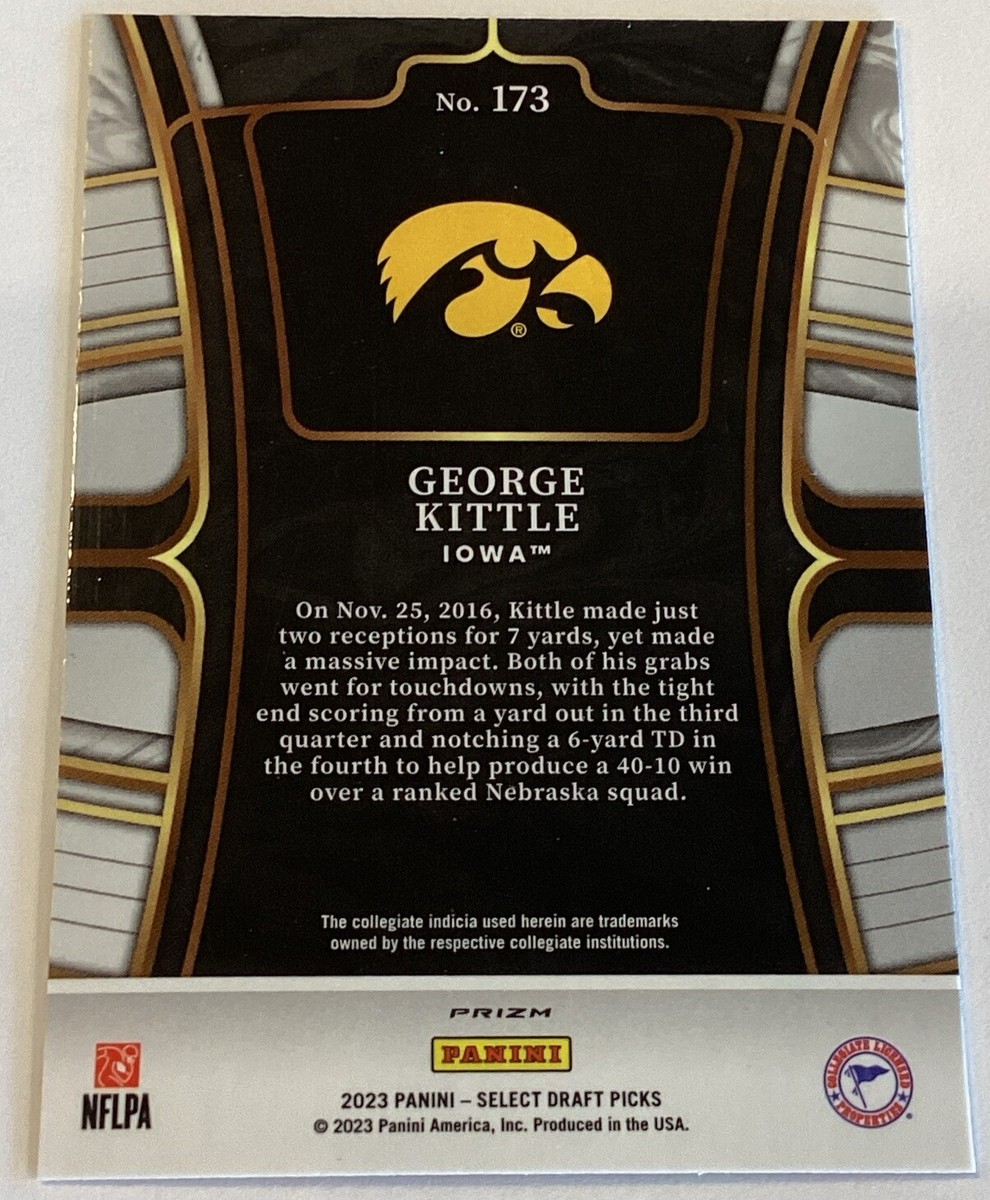 No. 173
®
GEORGE
KITTLE
IOWA™
On Nov. 25, 2016, Kittle made just
two receptions for 7 yards, yet made
a massive impact. Both of his grabs
went for touchdowns, with the tight
end scoring from a yard out in the third
quarter and notching a 6-yard TD in
the fourth to help produce a 40-10 win
over a ranked Nebraska squad.
The collegiate indicia used herein are trademarks
owned by the respective collegiate institutions.
PRIZM
PANINI
NFLPA
2023 PANINI – SELECT DRAFT PICKS
© 2023 Panini America, Inc. Produced in the USA.
COLLEGIATE LICENSED
PROPERTIES
®